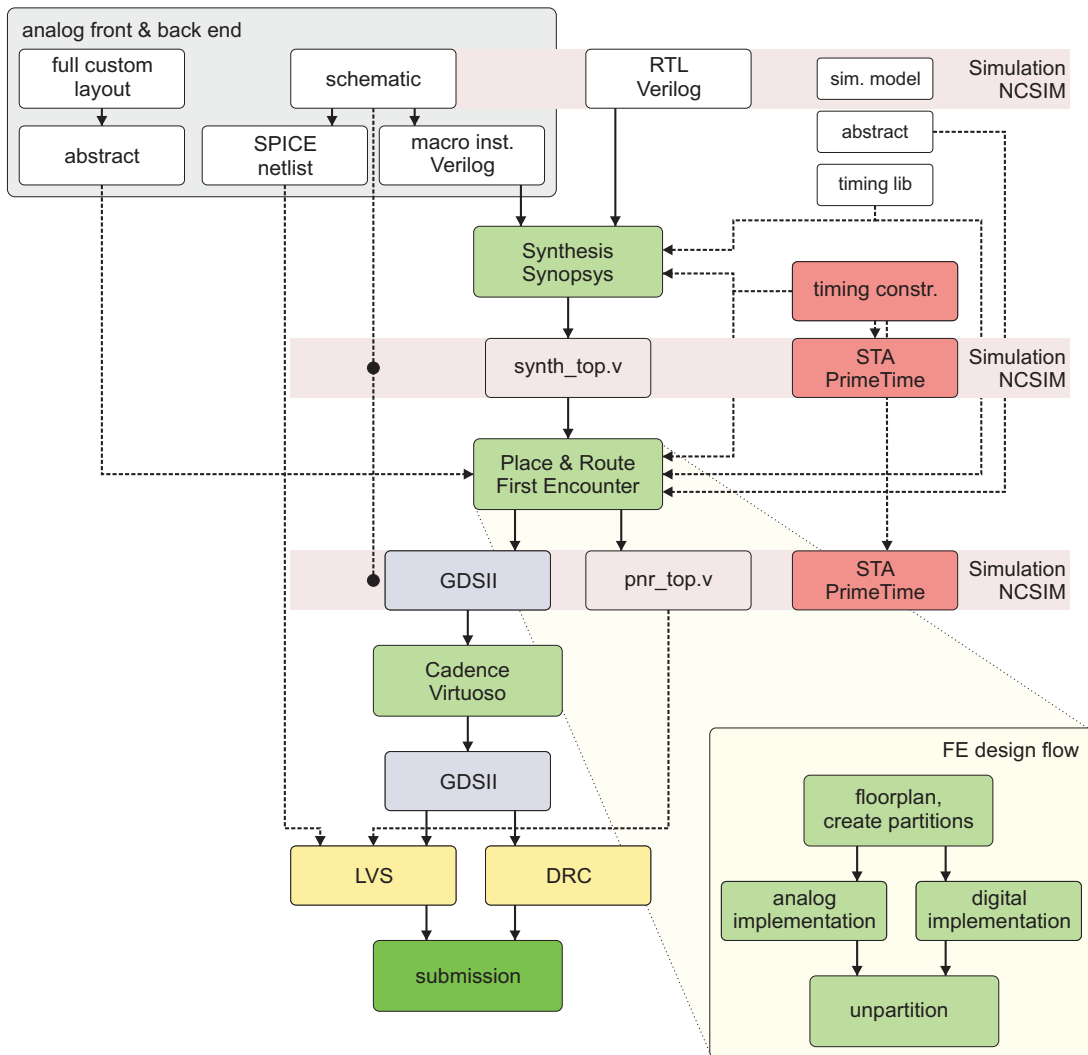 analog front & back end
full custom
layout
schematic
RTL
Verilog
sim. model
Simulation
NCSIM
abstract
SPICE
netlist
macro inst.
Verilog
abstract
timing lib
Synthesis
Synopsys
timing constr.
synth_top.v
STA
PrimeTime
Simulation
NCSIM
Place & Route
First Encounter
GDSII
pnr_top.v
STA
PrimeTime
Simulation
NCSIM
Cadence
Virtuoso
GDSII
LVS
DRC
submission
FE design flow
floorplan,
create partitions
analog
implementation
digital
implementation
unpartition